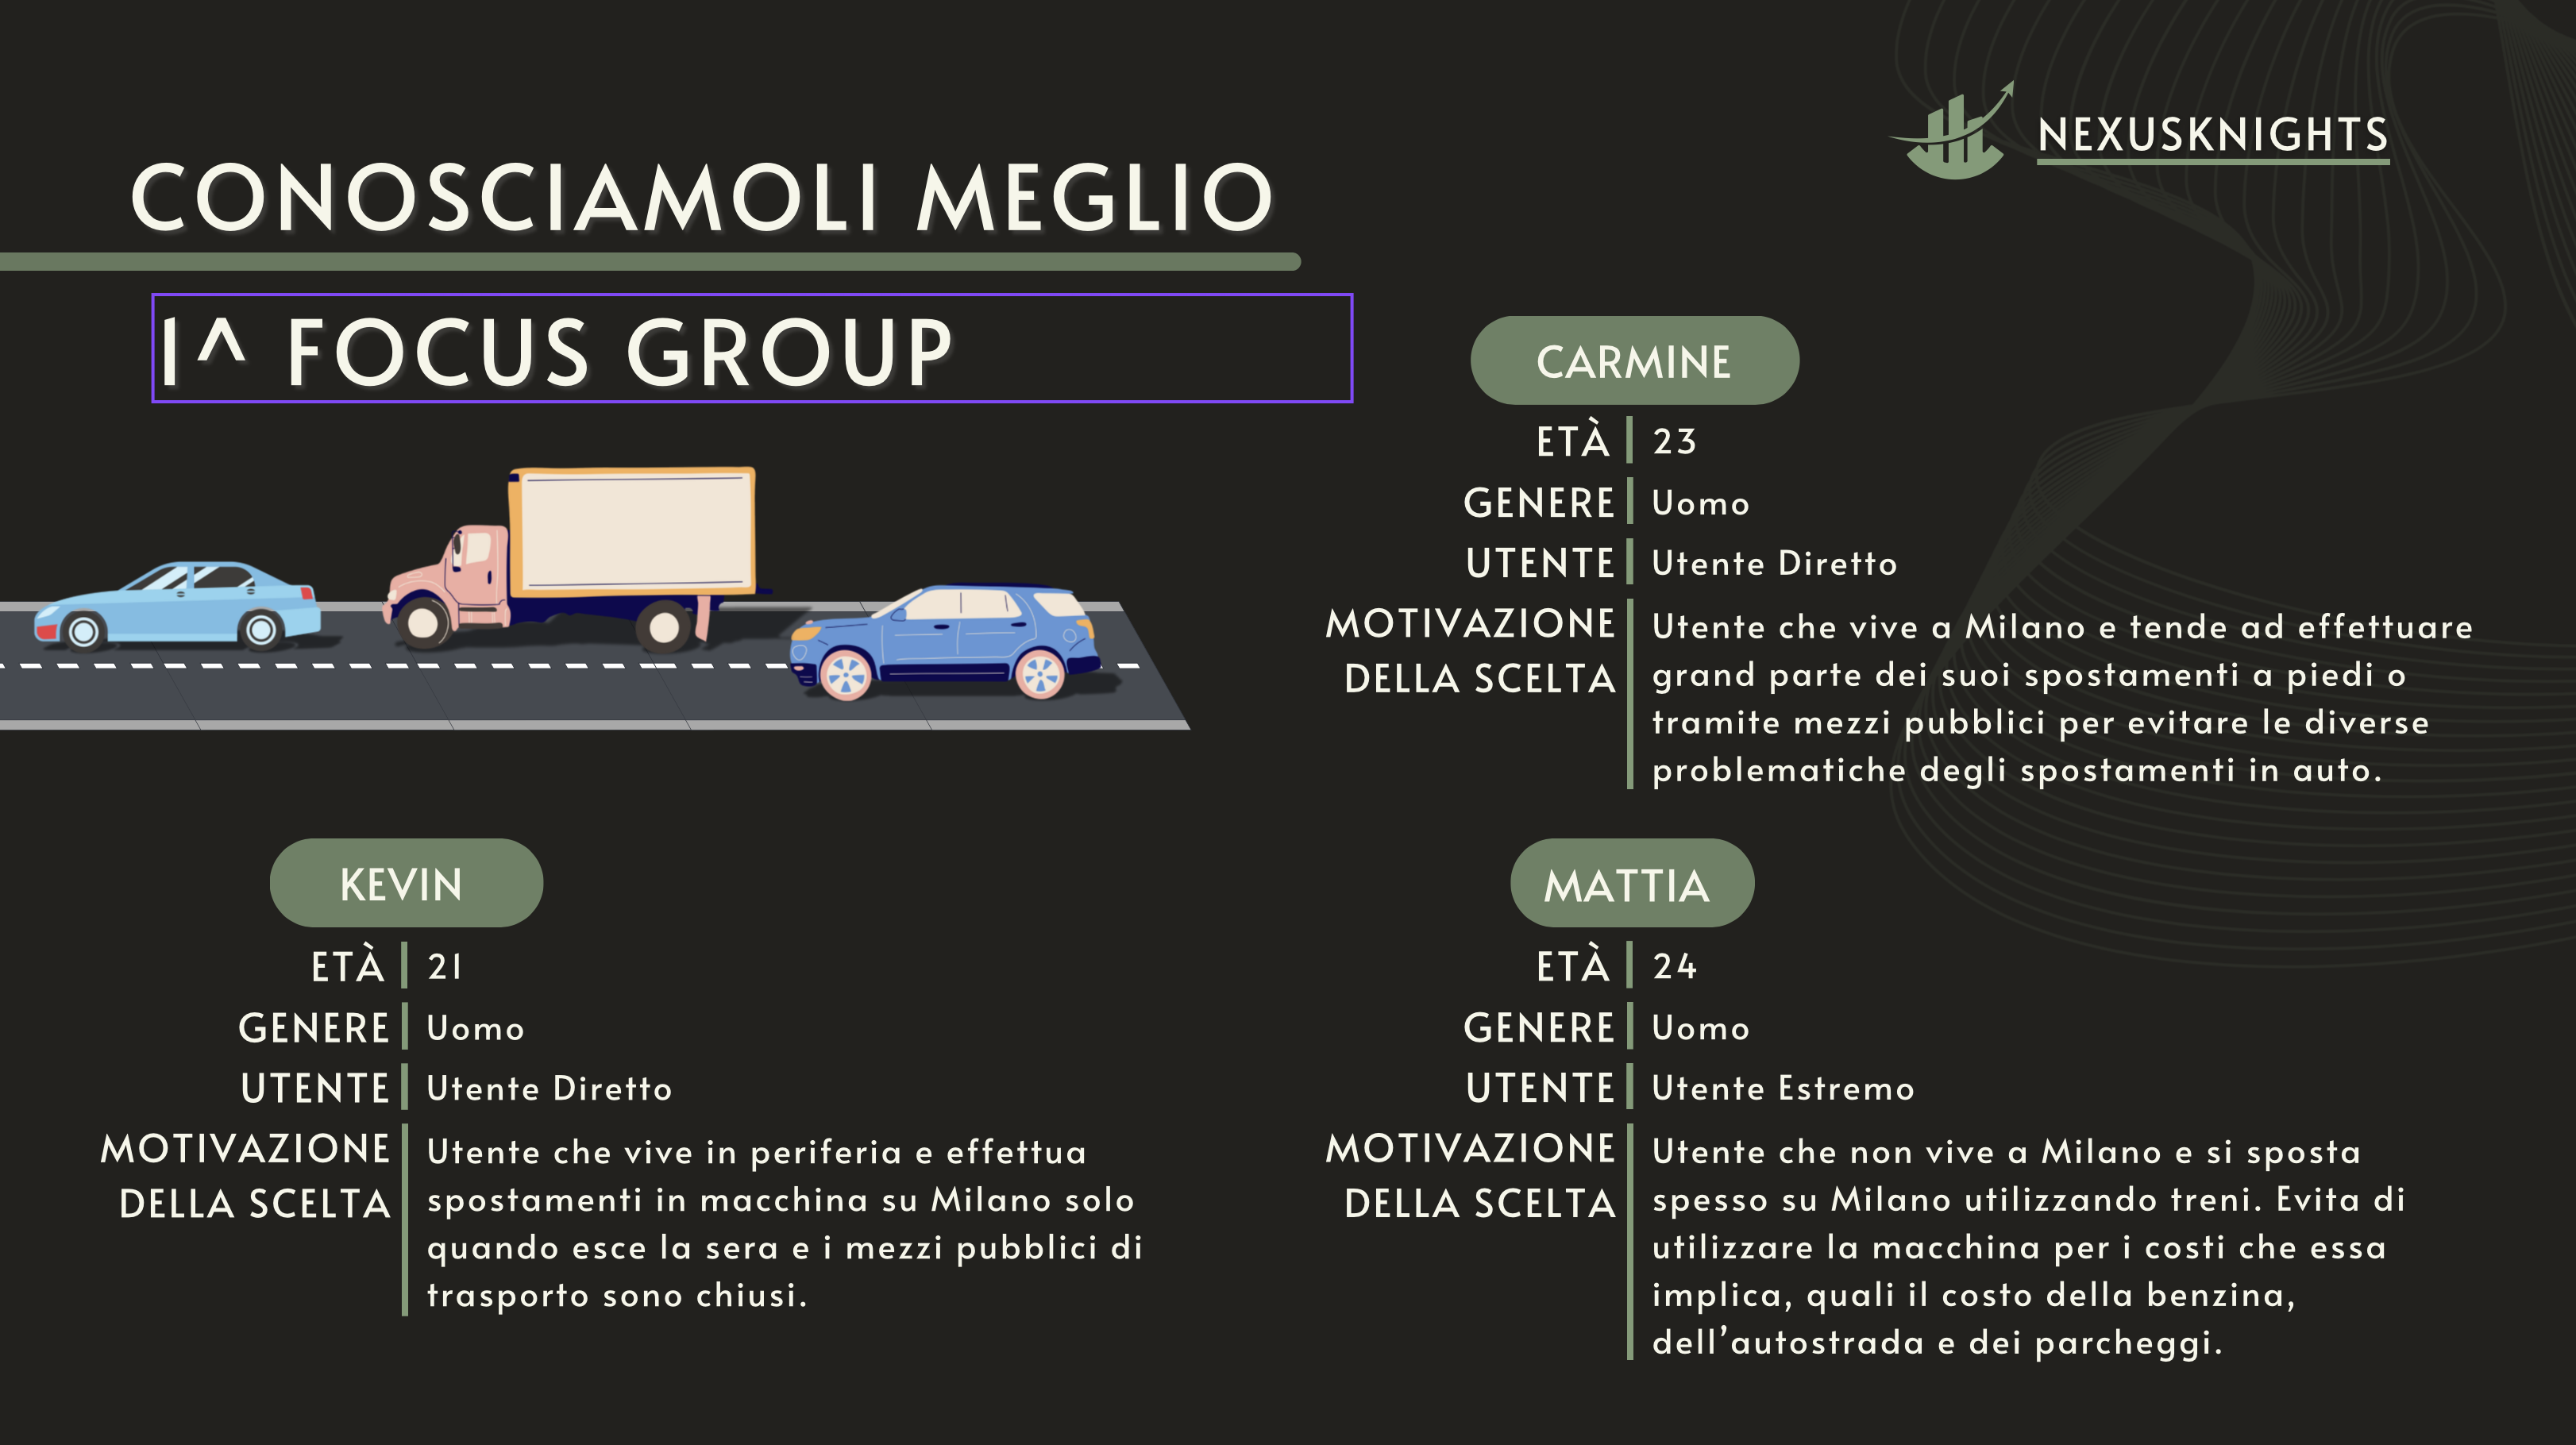 NEXUSKNIGHTS
CONOSCIAMOLI MEGLIO
1^ FOCUS GROUP
CARMINE
ETÀ 23
GENERE Uomo
UTENTE Utente Diretto
MOTIVAZIONE
DELLA SCELTA
Utente che vive a Milano e tende ad effettuare
grand parte dei suoi spostamenti a piedi o
tramite mezzi pubblici per evitare le diverse
problematiche degli spostamenti in auto.
KEVIN
ETÀ 21
GENERE Uomo
UTENTE Utente Diretto
MOTIVAZIONE
DELLA SCELTA
Utente che vive in periferia e effettua
spostamenti in macchina su Milano solo
quando esce la sera e i mezzi pubblici di
trasporto sono chiusi.
MATTIA
ETÀ 24
GENERE Uomo
UTENTE Utente Estremo
MOTIVAZIONE
DELLA SCELTA
Utente che non vive a Milano e si sposta
spesso su Milano utilizzando treni. Evita di
utilizzare la macchina per i costi che essa
implica, quali il costo della benzina,
dell’autostrada e dei parcheggi.